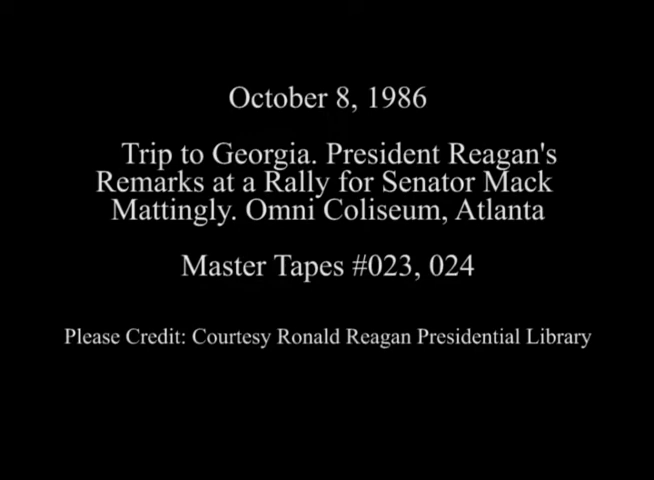 October 8, 1986
Trip to Georgia. President Reagan's
Remarks at a Rally for Senator Mack
Mattingly. Omni Coliseum, Atlanta
Master Tapes #023, 024
Please Credit: Courtesy Ronald Reagan Presidential Library